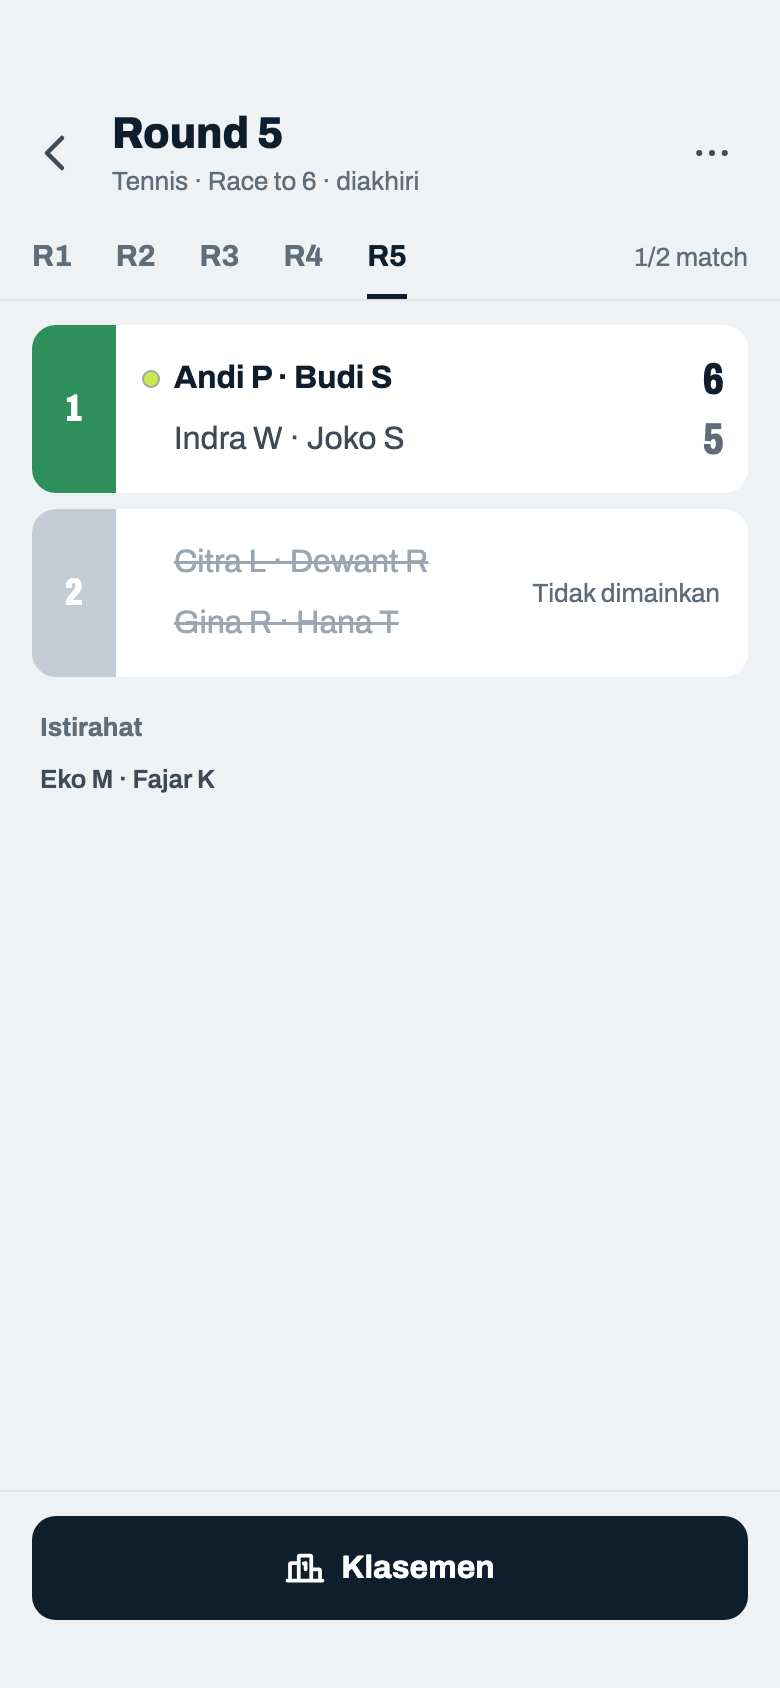 Round 5
Tennis · Race to 6 · diakhiri
R1 R2 R3 R4 R5 1/2 match
1
Andi P · Budi S 6
Indra W · Joko S 5
2
Citra L · Dewant R
Gina R · Hana T
Tidak dimainkan
Istirahat
Eko M · Fajar K
Klasemen